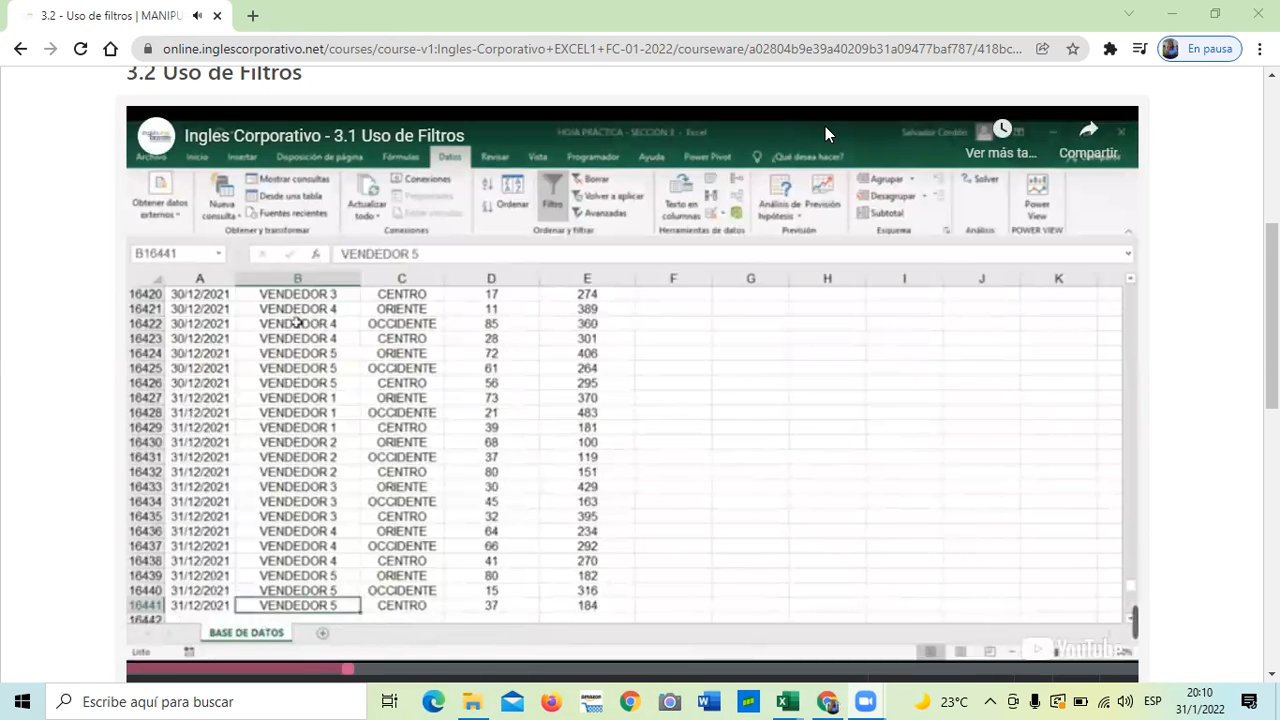 3.2 - Uso de filtros | MANIPU
online.inglescorporativo.net/courses/course-v1:Ingles-Corporativo+EXCEL1+FC-01-2022/courseware/a02804b9e39a40209b31a09477baf787/418bc...
En pausa
3.2 Uso de Filtros
Ingles Corporativo - 3.1 Uso de Filtros
HOJA PRÁCTICA - SECCIÓN 3 - Excel
Ver más ta...
Compartir
Archivo Inicio Insertar Disposición de página Fórmulas Datos Revisar Vista Programador Ayuda Power Pivot ¿Qué desea hacer?
Obtener datos externos
Nueva consulta
Mostrar consultas
Desde una tabla
Fuentes recientes
Obtener y transformar
Actualizar todo
Conexiones
Propiedades
Conexiones
Ordenar
Filtro
Borrar
Volver a aplicar
Avanzadas
Ordenar y filtrar
Texto en columnas
Herramientas de datos
Análisis de hipótesis
Previsión
Previsión
Agrupar
Desagrupar
Subtotal
Esquema
Solver
Análisis
Power View
POWER VIEW
B16441 fx VENDEDOR 5
A B C D E F G H I J K
16420 30/12/2021 VENDEDOR 3 CENTRO 17 274
16421 30/12/2021 VENDEDOR 4 ORIENTE 11 389
16422 30/12/2021 VENDEDOR 4 OCCIDENTE 85 360
16423 30/12/2021 VENDEDOR 4 CENTRO 28 301
16424 30/12/2021 VENDEDOR 5 ORIENTE 72 406
16425 30/12/2021 VENDEDOR 5 OCCIDENTE 61 264
16426 30/12/2021 VENDEDOR 5 CENTRO 56 295
16427 31/12/2021 VENDEDOR 1 ORIENTE 73 370
16428 31/12/2021 VENDEDOR 1 OCCIDENTE 21 483
16429 31/12/2021 VENDEDOR 1 CENTRO 39 181
16430 31/12/2021 VENDEDOR 2 ORIENTE 68 100
16431 31/12/2021 VENDEDOR 2 OCCIDENTE 37 119
16432 31/12/2021 VENDEDOR 2 CENTRO 80 151
16433 31/12/2021 VENDEDOR 3 ORIENTE 30 429
16434 31/12/2021 VENDEDOR 3 OCCIDENTE 45 163
16435 31/12/2021 VENDEDOR 3 CENTRO 32 395
16436 31/12/2021 VENDEDOR 4 ORIENTE 64 234
16437 31/12/2021 VENDEDOR 4 OCCIDENTE 66 292
16438 31/12/2021 VENDEDOR 4 CENTRO 41 270
16439 31/12/2021 VENDEDOR 5 ORIENTE 80 182
16440 31/12/2021 VENDEDOR 5 OCCIDENTE 15 316
16441 31/12/2021 VENDEDOR 5 CENTRO 37 184
16442
BASE DE DATOS
Listo
YouTube
Escribe aquí para buscar
amazon
23°C
ESP
20:10
31/1/2022